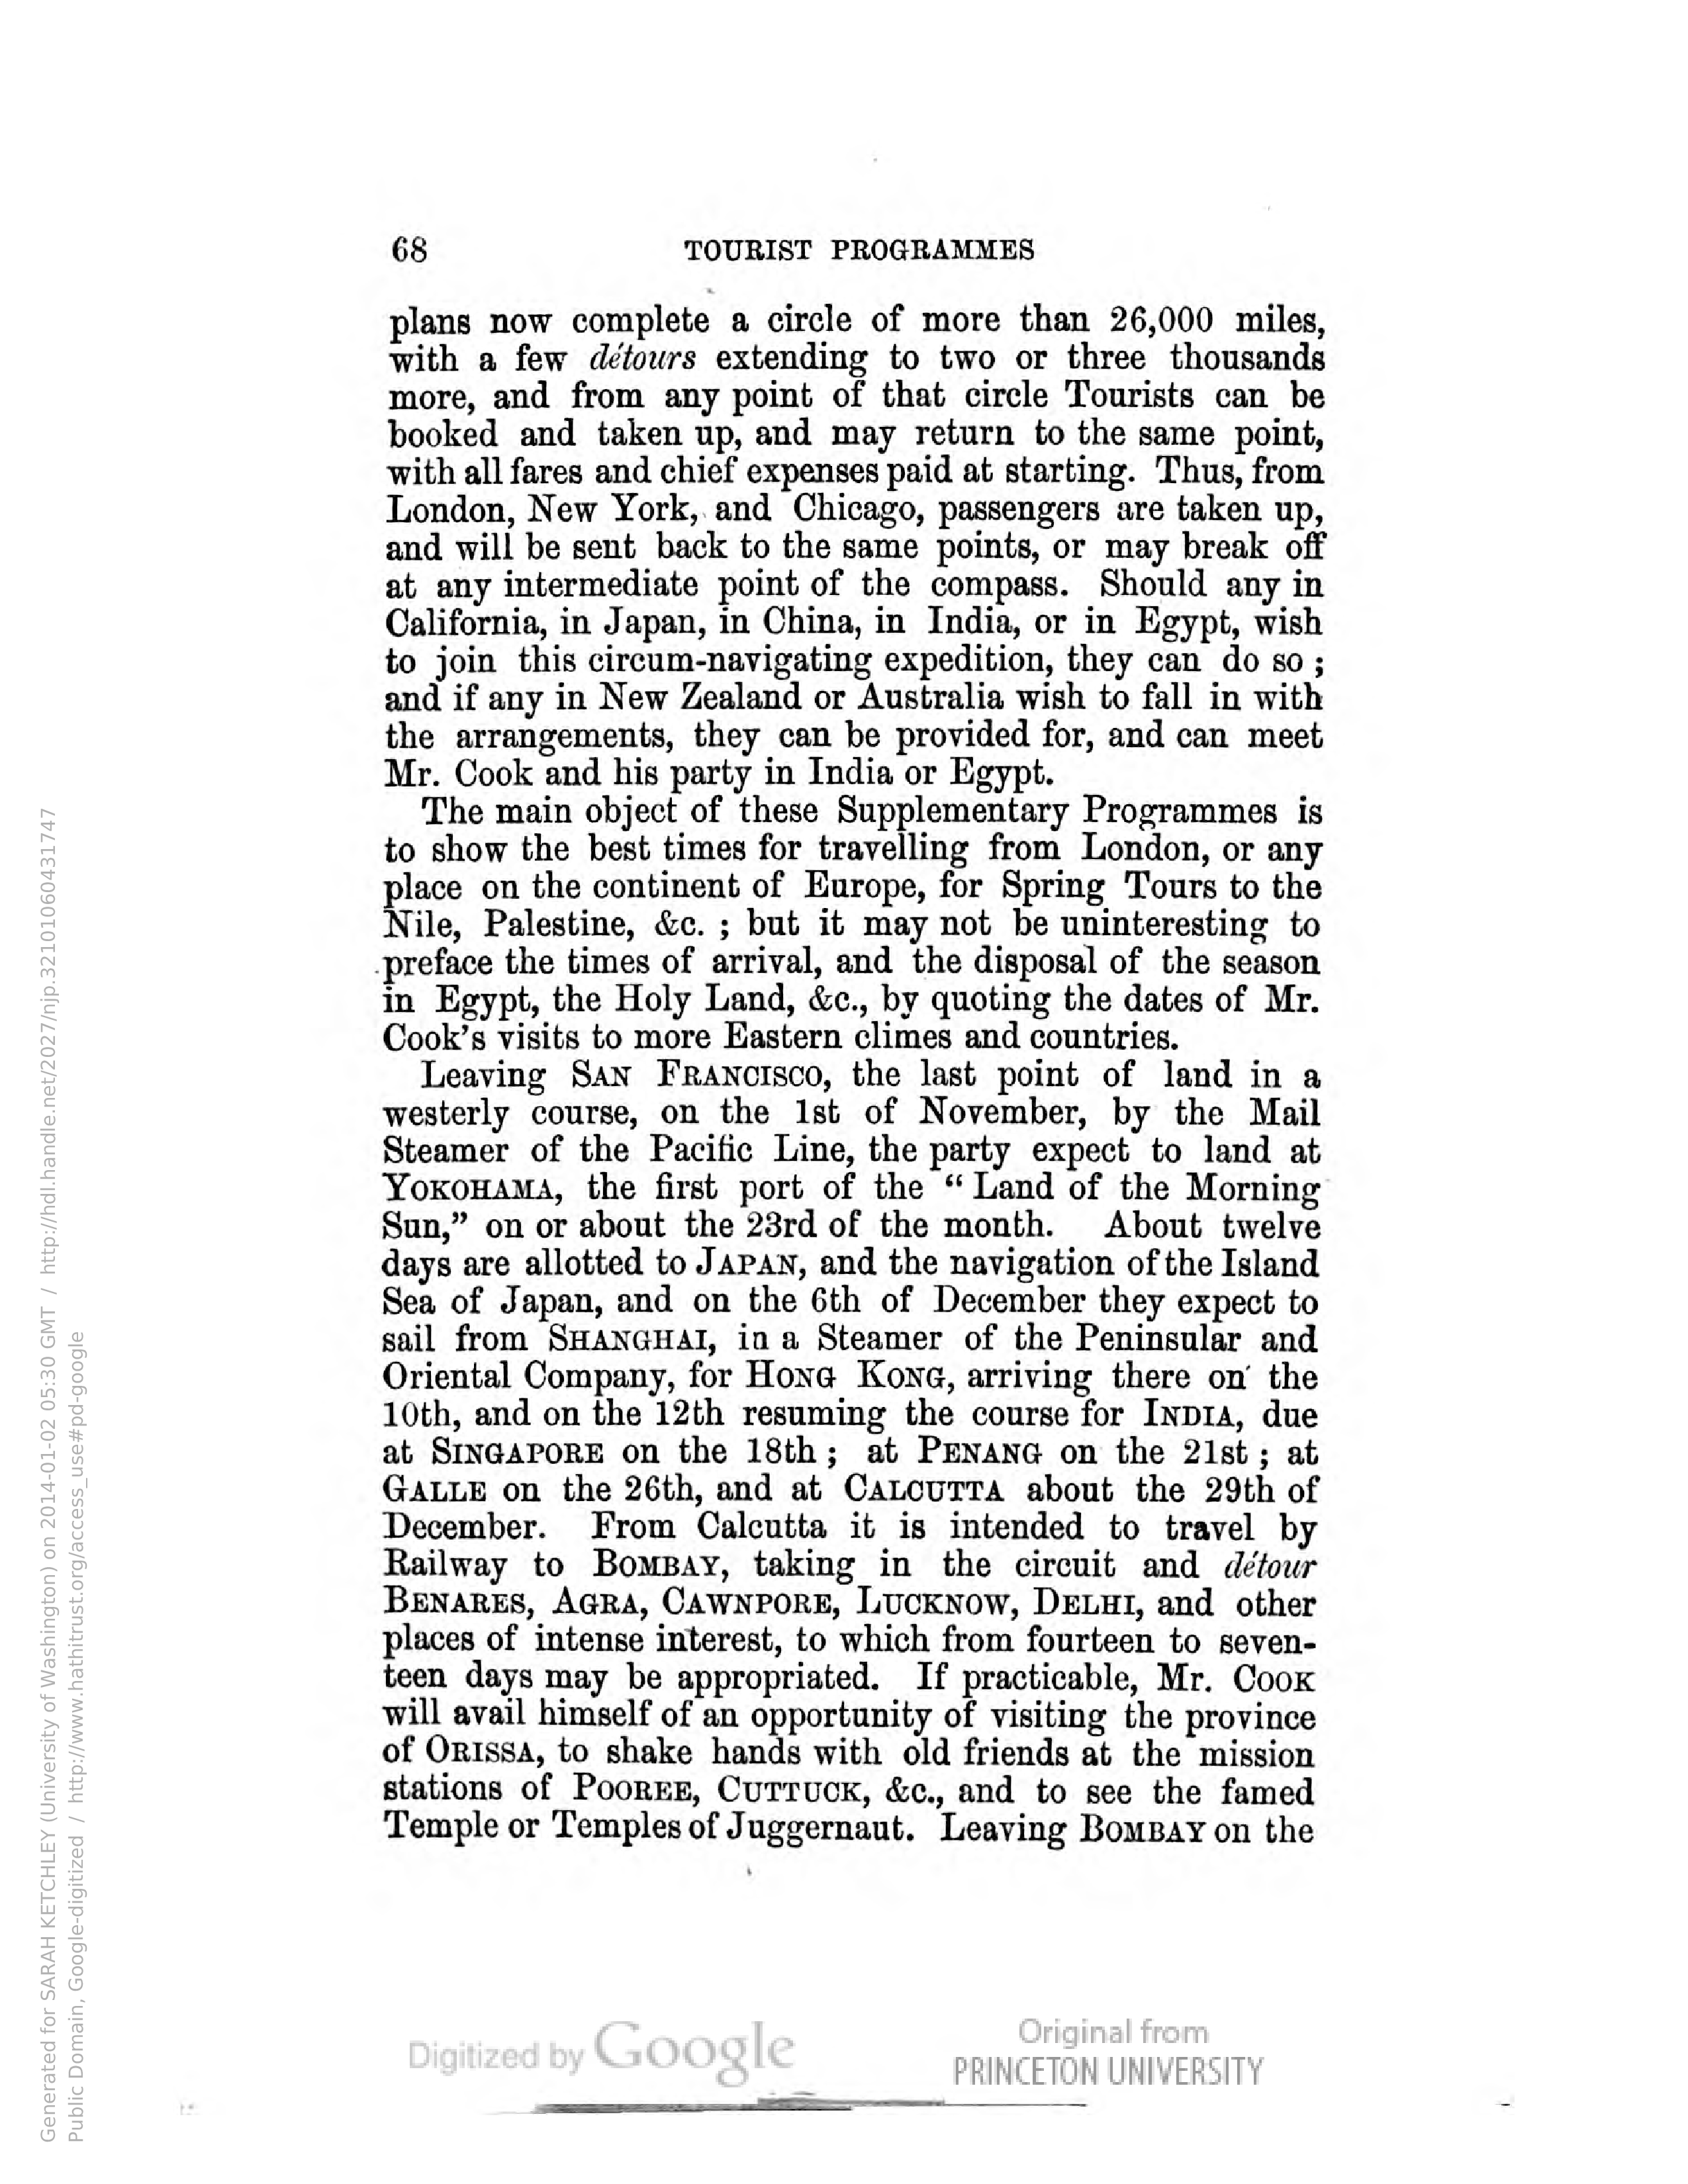 68 TOURIST PROGRAMMES
plans now complete a circle of more than 26,000 miles,
with a few détours extending to two or three thousands
more, and from any point of that circle Tourists can be
booked and taken up, and may return to the same point,
with all fares and chief expenses paid at starting. Thus, from
London, New York, and Chicago, passengers are taken up,
and will be sent back to the same points, or may break off
at any intermediate point of the compass. Should any in
California, in Japan, in China, in India, or in Egypt, wish
to join this circum-navigating expedition, they can do so ;
and if any in New Zealand or Australia wish to fall in with
the arrangements, they can be provided for, and can meet
Mr. Cook and his party in India or Egypt.
The main object of these Supplementary Programmes is
to show the best times for travelling from London, or any
place on the continent of Europe, for Spring Tours to the
Nile, Palestine, &c. ; but it may not be uninteresting to
preface the times of arrival, and the disposal of the season
in Egypt, the Holy Land, &c., by quoting the dates of Mr.
Cook's visits to more Eastern climes and countries.
Leaving SAN FRANCISCO, the last point of land in a
westerly course, on the 1st of November, by the Mail
Steamer of the Pacific Line, the party expect to land at
YOKOHAMA, the first port of the “ Land of the Morning
Sun,” on or about the 23rd of the month. About twelve
days are allotted to JAPAN, and the navigation of the Island
Sea of Japan, and on the 6th of December they expect to
sail from SHANGHAI, in a Steamer of the Peninsular and
Oriental Company, for HONG KONG, arriving there on the
10th, and on the 12th resuming the course for INDIA, due
at SINGAPORE on the 18th ; at PENANG on the 21st ; at
GALLE on the 26th, and at CALCUTTA about the 29th of
December. From Calcutta it is intended to travel by
Railway to BOMBAY, taking in the circuit and détour
BENARES, AGRA, CAWNPORE, LUCKNOW, DELHI, and other
places of intense interest, to which from fourteen to seven-
teen days may be appropriated. If practicable, Mr. COOK
will avail himself of an opportunity of visiting the province
of ORISSA, to shake hands with old friends at the mission
stations of POOREE, CUTTUCK, &c., and to see the famed
Temple or Temples of Juggernaut. Leaving BOMBAY on the
Digitized by Google
Original from
PRINCETON UNIVERSITY
Generated for SARAH KETCHLEY (University of Washington) on 2014-01-02 05:30 GMT / http://hdl.handle.net/2027/njp.32101060431747
Public Domain, Google-digitized / http://www.hathitrust.org/access_use#pd-google